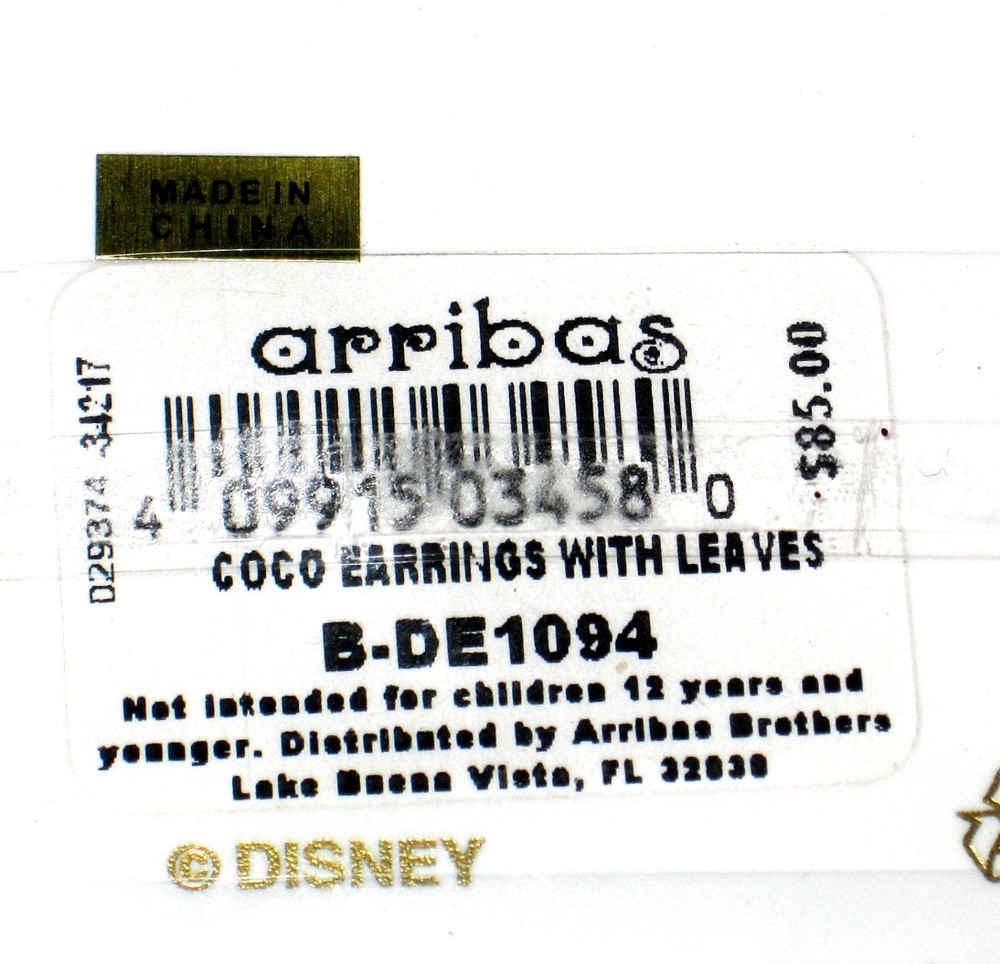 MADE IN
CHINA
arribas
$85.00
D29374 34217
4 09915 03458 0
COCO EARRINGS WITH LEAVES
B-DE1094
Not intended for children 12 years and
younger. Distributed by Arribas Brothers
Lake Buena Vista, FL 32830
© DISNEY